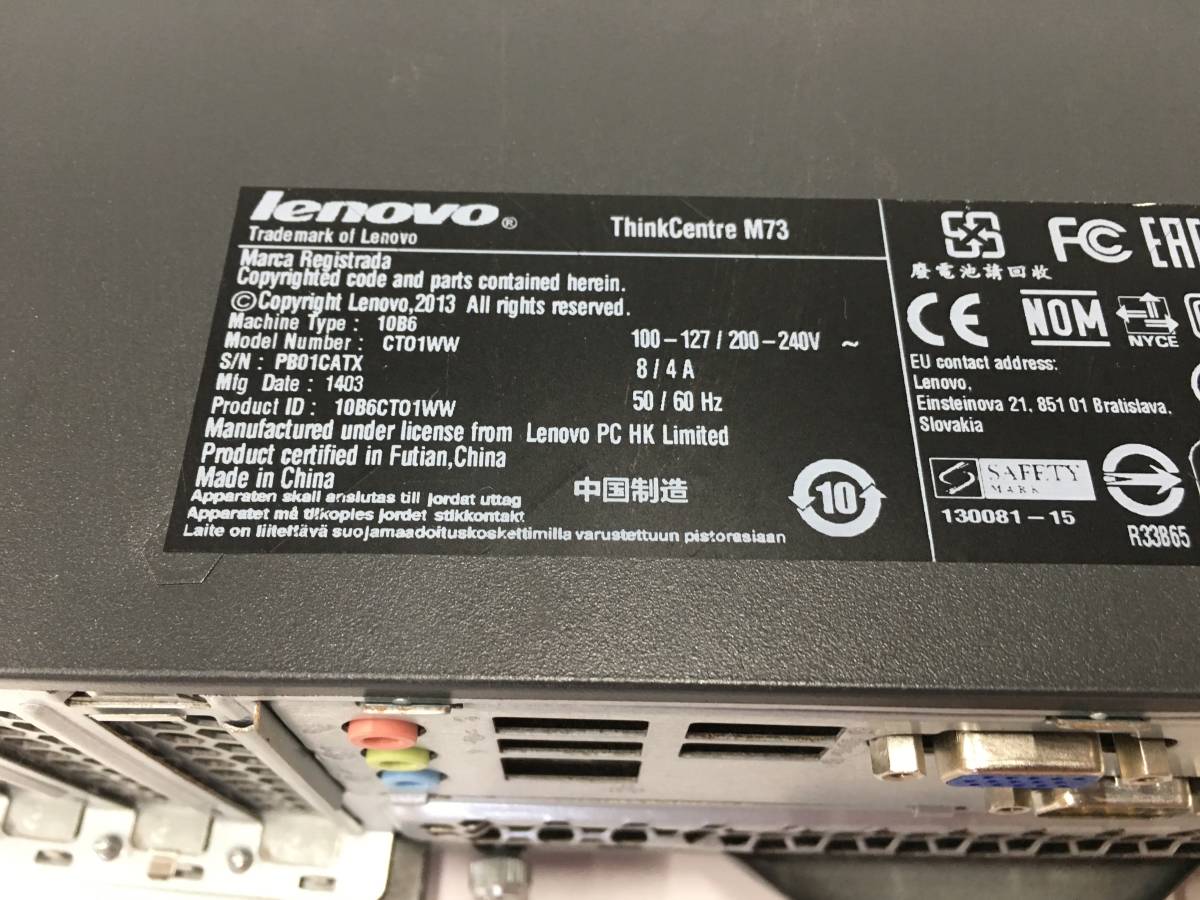 lenovo®
Trademark of Lenovo
ThinkCentre M73
Marca Registrada
Copyrighted code and parts contained herein.
©Copyright Lenovo,2013 All rights reserved.
Machine Type : 10B6
Model Number : CTO1WW
S/N : PB01CATX
Mfg Date : 1403
Product ID : 10B6CTO1WW
100-127 / 200-240V ~
8 / 4 A
50 / 60 Hz
Manufactured under license from Lenovo PC HK Limited
Product certified in Futian,China
Made in China
中国制造
10
Apparaten skall anslutas till jordat uttag
Apparatet må tilkoples jordet stikkontakt
Laite on liitettävä suojamaadoituskoskettimilla varustettuun pistorasiaan
廢電池請回收
FC
EAC
CE
NOM
NYCE
EU contact address:
Lenovo,
Einsteinova 21, 851 01 Bratislava,
Slovakia
SAFETY
MARK
130081-15
R33B65